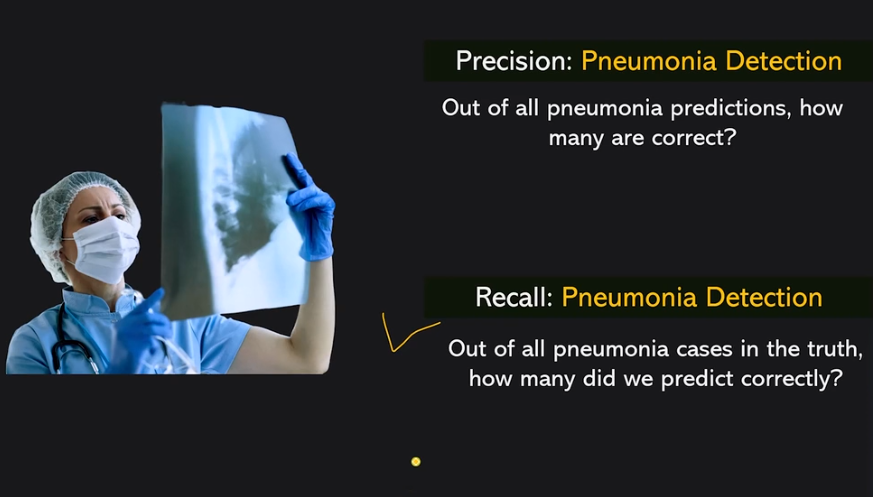 Precision: Pneumonia Detection
Out of all pneumonia predictions, how
many are correct?
Recall: Pneumonia Detection
Out of all pneumonia cases in the truth,
how many did we predict correctly?